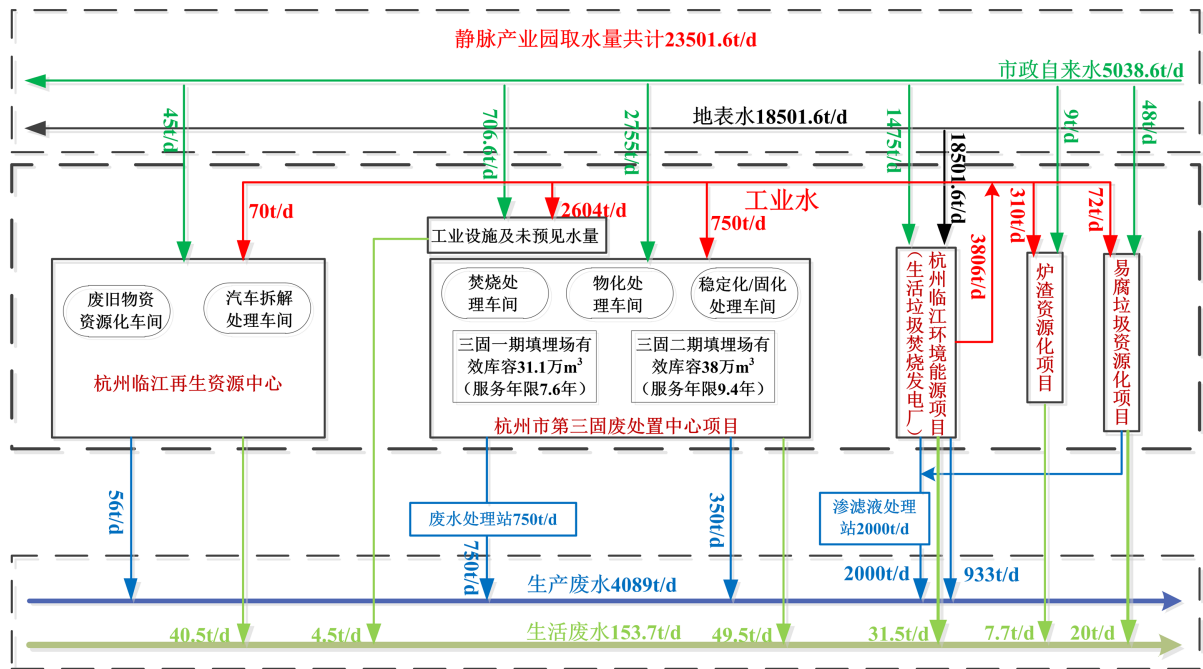 静脉产业园取水量共计23501.6t/d
市政自来水5038.6t/d
地表水18501.6t/d
45t/d
706.6t/d
2755t/d
1475t/d
18501.6t/d
9t/d
48t/d
工业水
70t/d
2604t/d
750t/d
3806t/d
310t/d
72t/d
工业设施及未预见水量
废旧物资
资源化车间
汽车拆解
处理车间
杭州临江再生资源中心
焚烧处
理车间
物化处
理车间
稳定化/固化
处理车间
三固一期填埋场有
效库容31.1万m³
（服务年限7.6年）
三固二期填埋场有
效库容38万m³
（服务年限9.4年）
杭州市第三固废处置中心项目
杭州临江环境能源项目
（生活垃圾焚烧发电厂）
炉渣资源化项目
易腐垃圾资源化项目
56t/d
废水处理站750t/d
750t/d
350t/d
渗滤液处理
站2000t/d
2000t/d
933t/d
生产废水4089t/d
40.5t/d
4.5t/d
生活废水153.7t/d
49.5t/d
31.5t/d
7.7t/d
20t/d